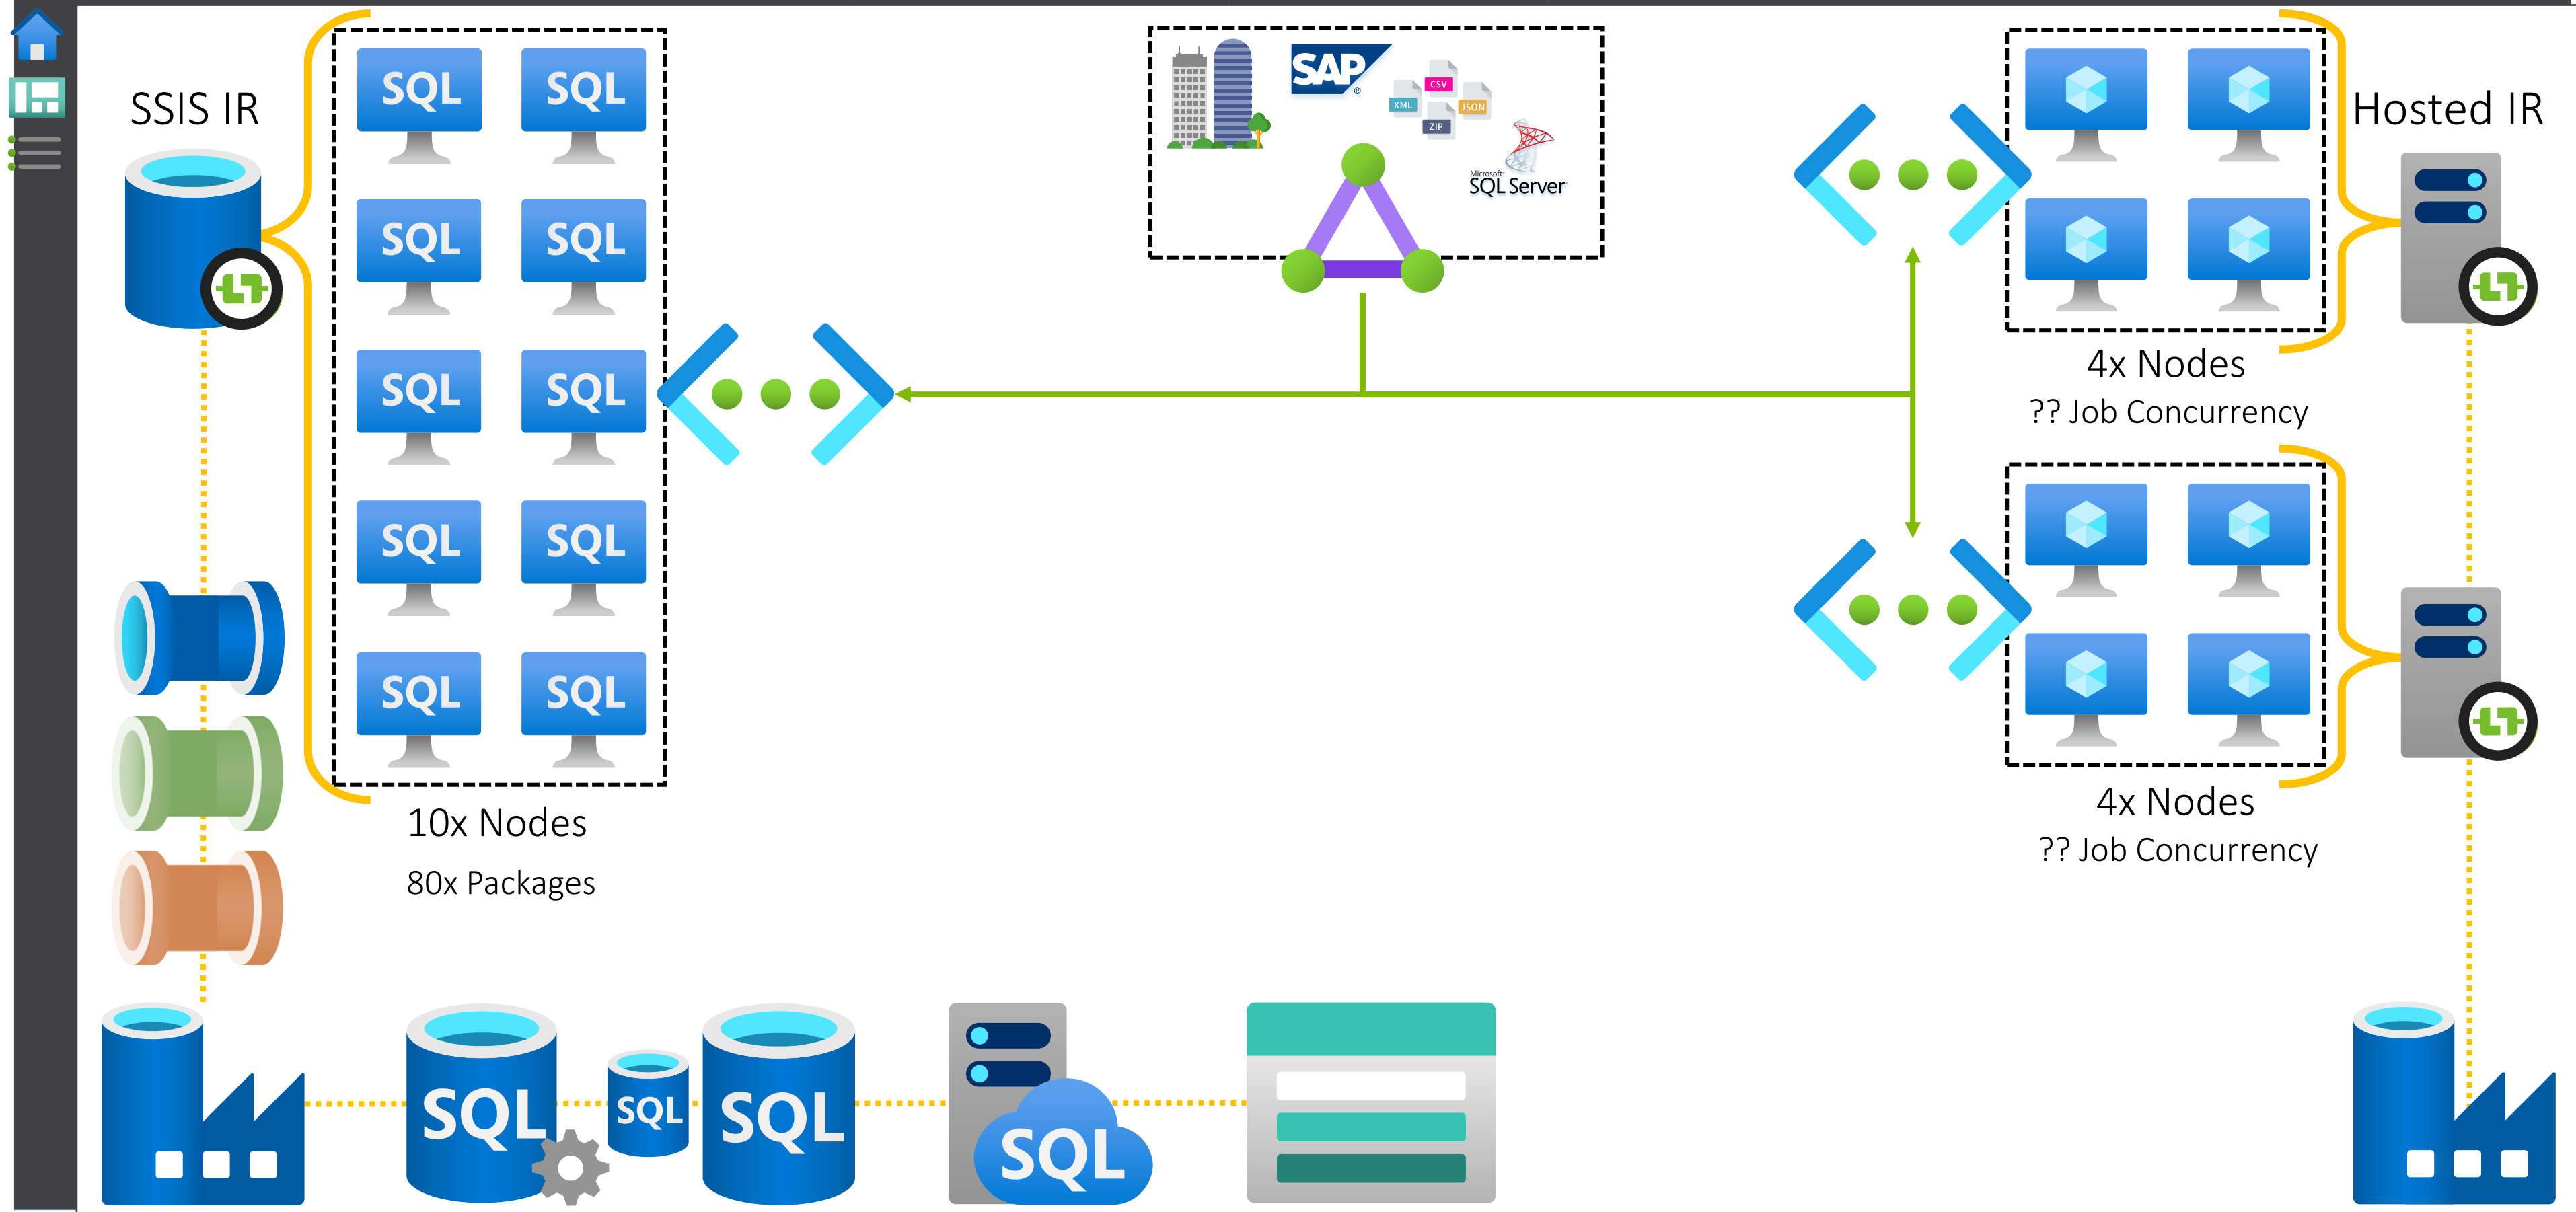 SSIS IR
SQL
SQL
SQL
SQL
SQL
SQL
SQL
SQL
SQL
SQL
10x Nodes
80x Packages
SAP
®
CSV
XML
JSON
ZIP
Microsoft®
SQL Server
Hosted IR
4x Nodes
?? Job Concurrency
4x Nodes
?? Job Concurrency
SQL
SQL
SQL
SQL